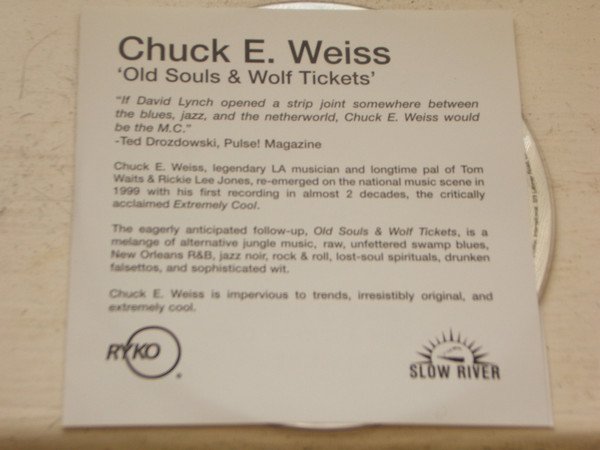 Chuck E. Weiss
'Old Souls & Wolf Tickets'
"If David Lynch opened a strip joint somewhere between
the blues, jazz, and the netherworld, Chuck E. Weiss would
be the M.C."
-Ted Drozdowski, Pulse! Magazine
Chuck E. Weiss, legendary LA musician and longtime pal of Tom
Waits & Rickie Lee Jones, re-emerged on the national music scene in
1999 with his first recording in almost 2 decades, the critically
acclaimed Extremely Cool.
The eagerly anticipated follow-up, Old Souls & Wolf Tickets, is a
melange of alternative jungle music, raw, unfettered swamp blues,
New Orleans R&B, jazz noir, rock & roll, lost-soul spirituals, drunken
falsettos, and sophisticated wit.
Chuck E. Weiss is impervious to trends, irresistibly original, and
extremely cool.
RYKO
SLOW RIVER